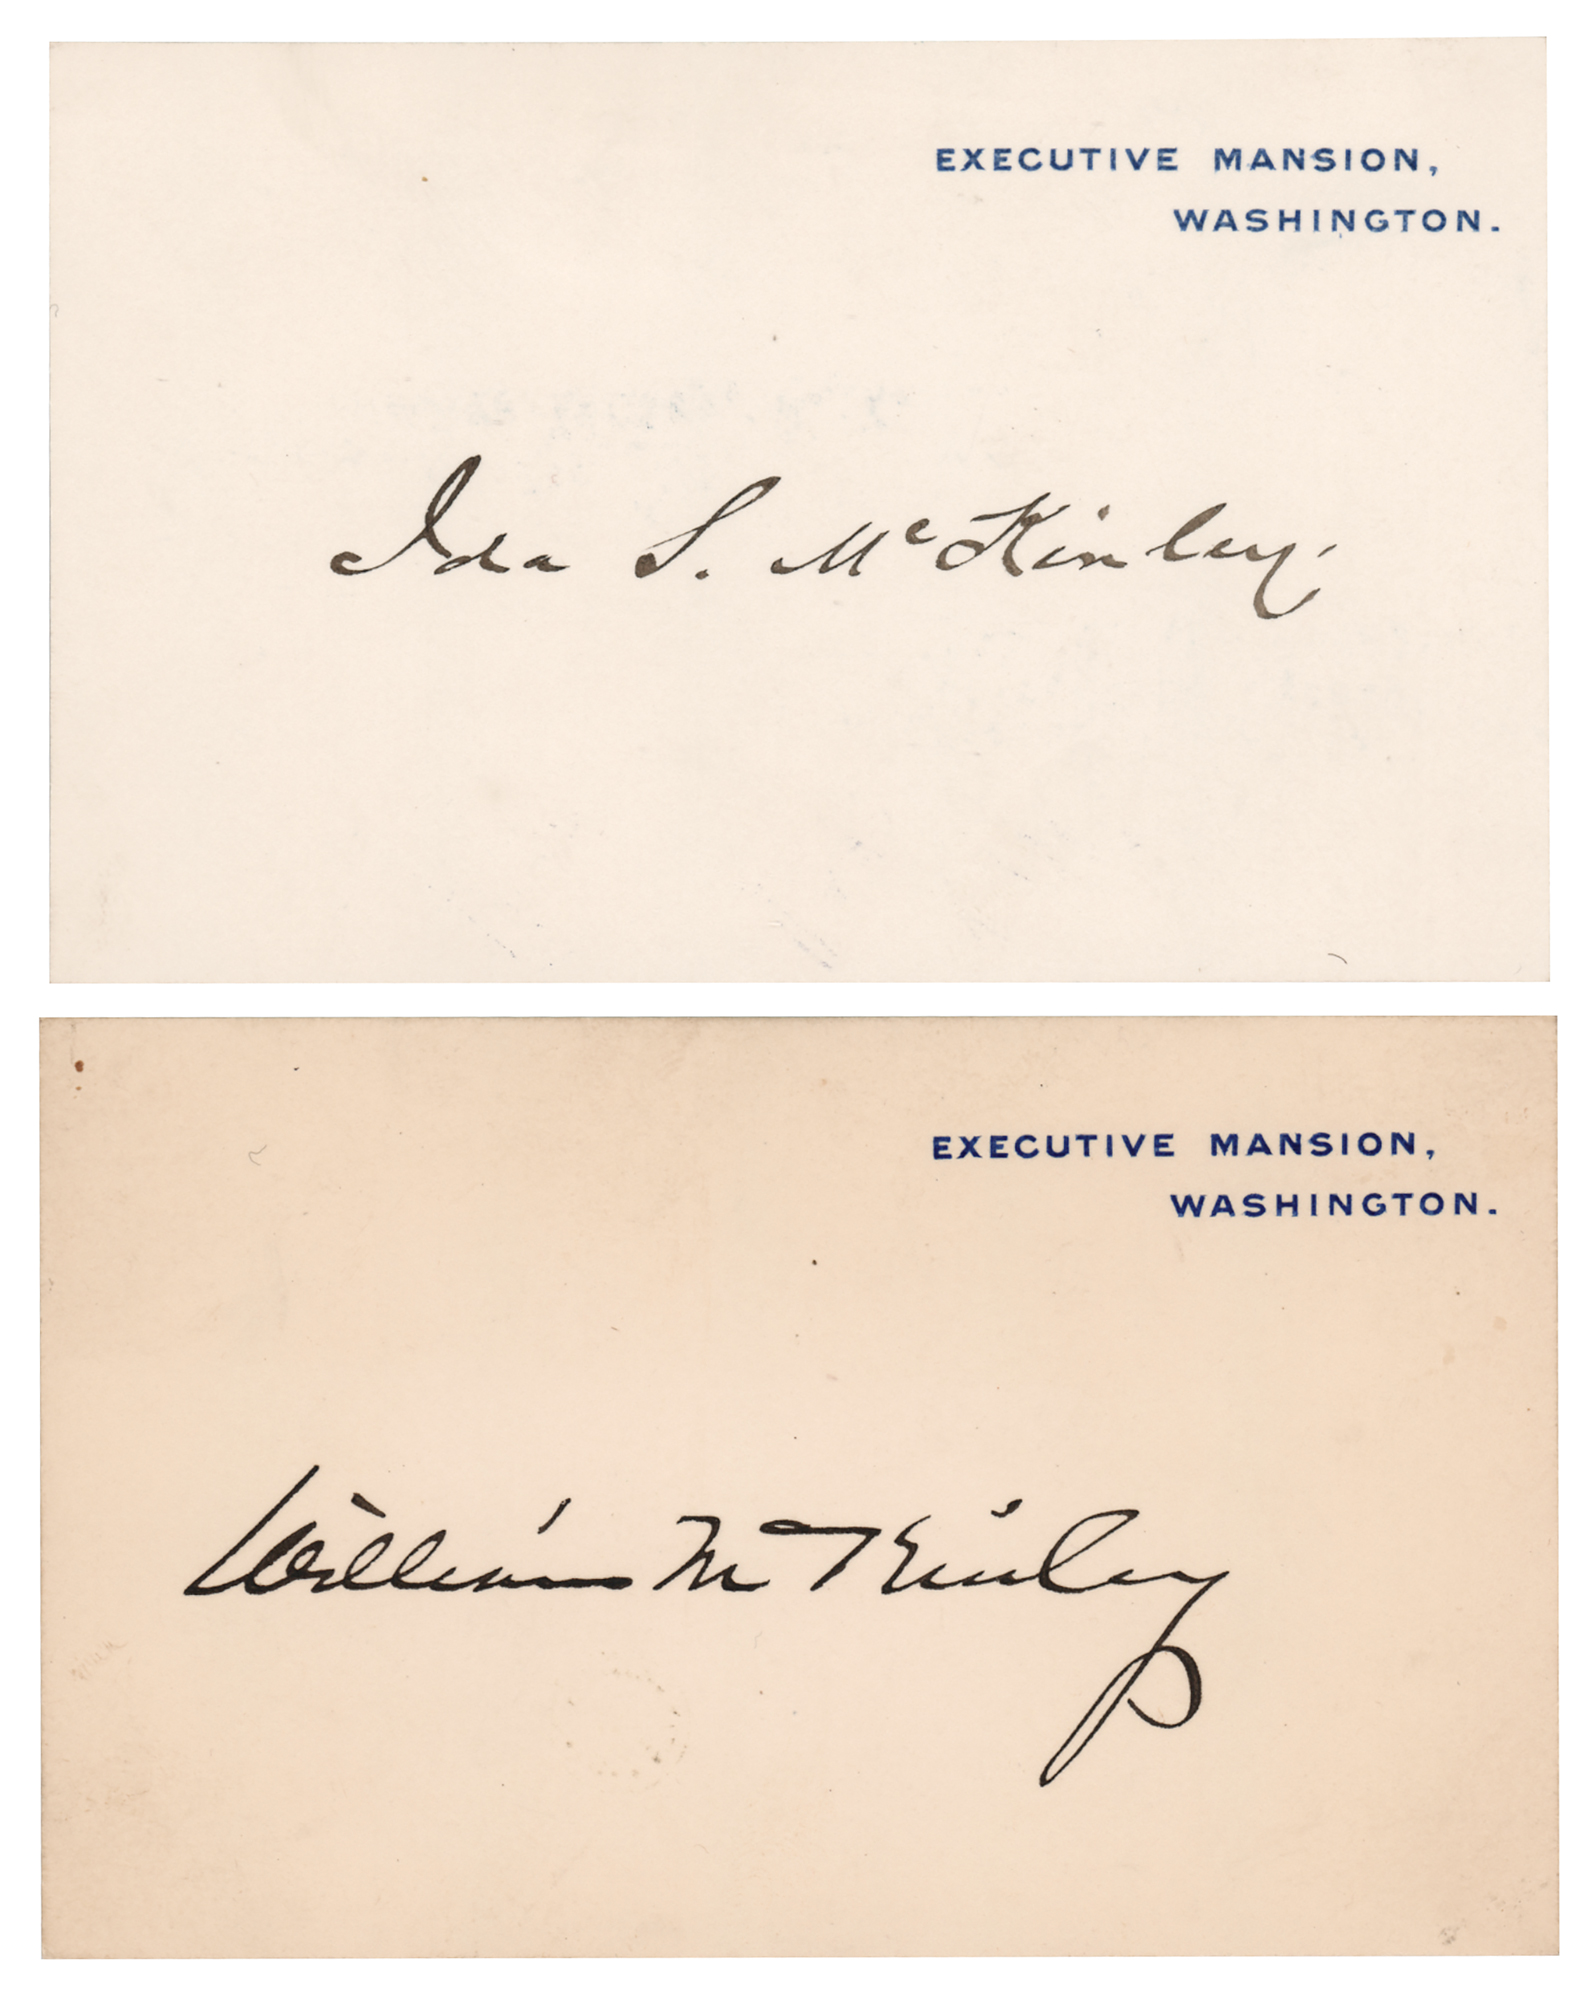 EXECUTIVE MANSION,
WASHINGTON.
Ida S. McKinley.
EXECUTIVE MANSION,
WASHINGTON.
William McKinley